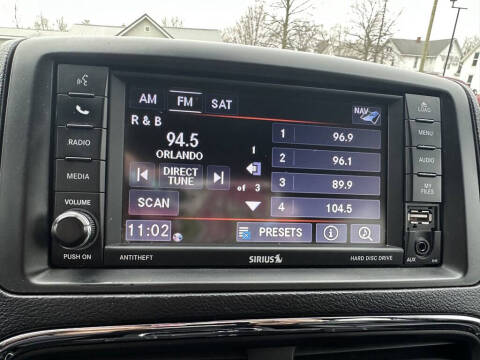 AM FM SAT
NAV
R & B
94.5
ORLANDO
DIRECT
TUNE
SCAN
11:02
1
of 3
1 96.9
2 96.1
3 89.9
4 104.5
PRESETS
RADIO
MEDIA
VOLUME
PUSH ON
LOAD
MENU
AUDIO
MY
FILES
AUX
ANTITHEFT
SIRIUS
HARD DISC DRIVE